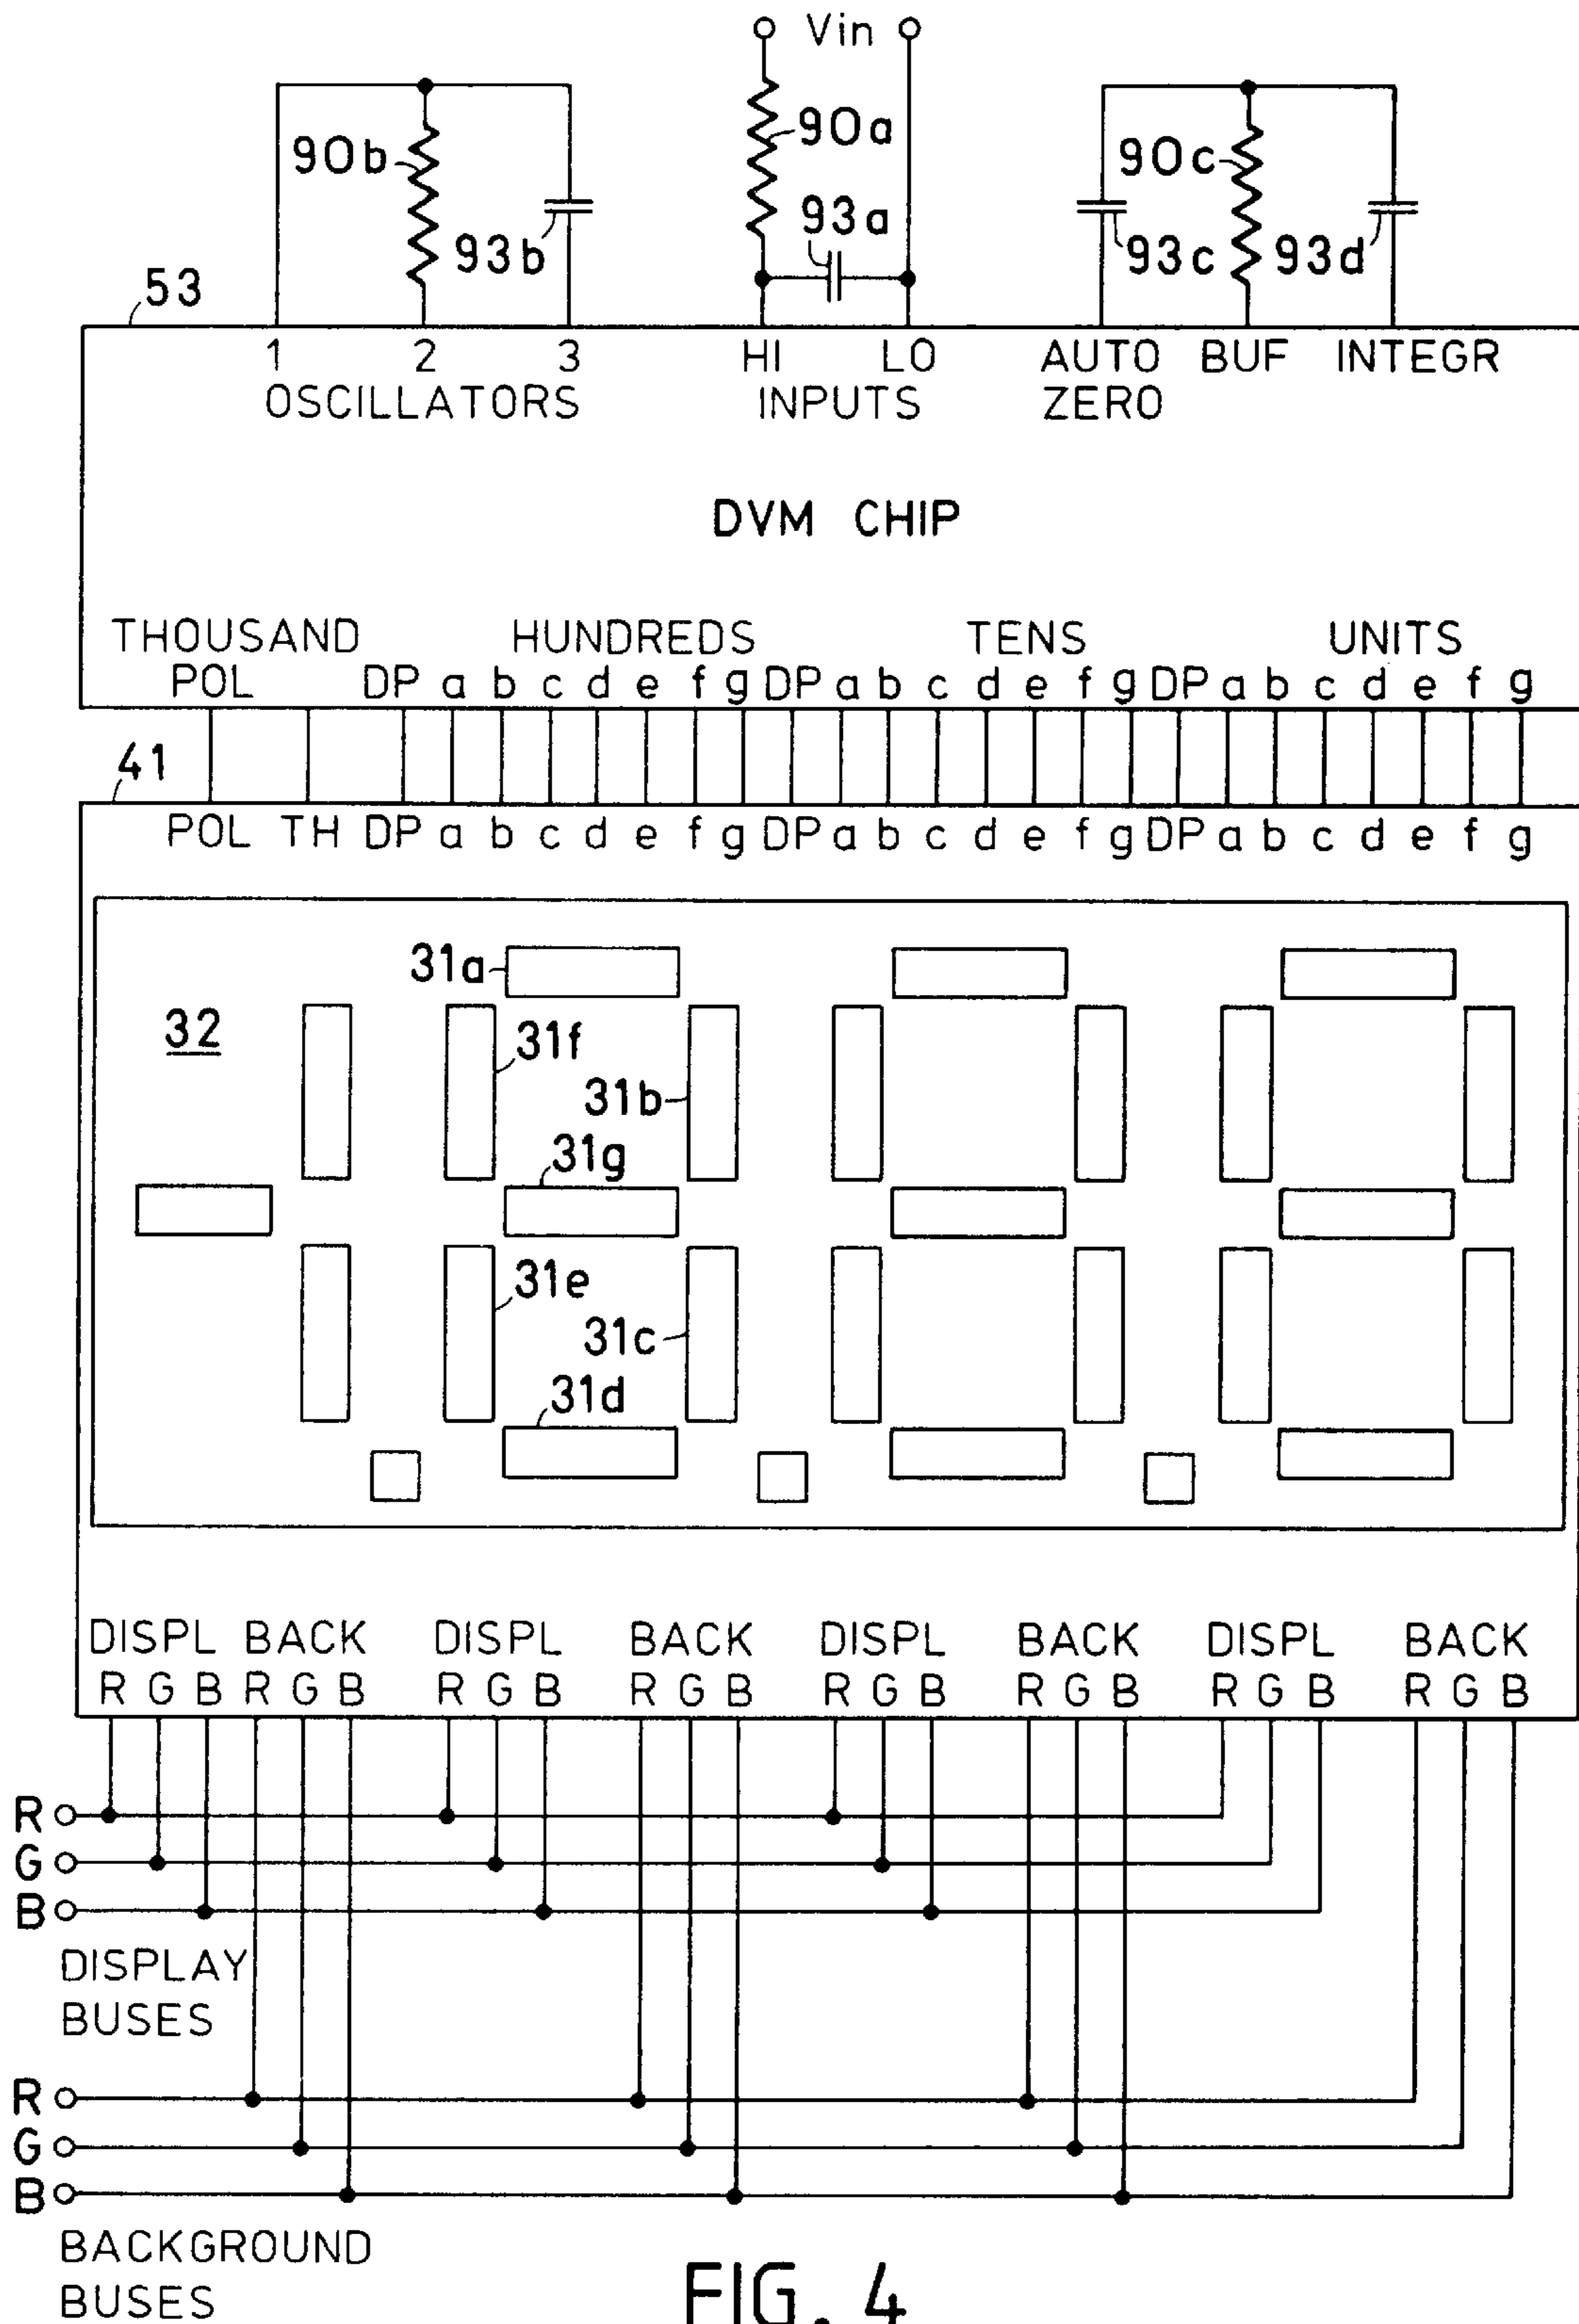 Vin
90b
90a
90c
93b
93a
93c
93d
53
1 2 3 HI LO AUTO BUF INTEGR
OSCILLATORS INPUTS ZERO
DVM CHIP
THOUSAND HUNDREDS TENS UNITS
POL DP a b c d e f g DP a b c d e f g DP a b c d e f g
41
POL TH DP a b c d e f g DP a b c d e f g DP a b c d e f g
31a
32
31f
31b
31g
31e
31c
31d
DISPL BACK DISPL BACK DISPL BACK DISPL BACK
R G B R G B R G B R G B R G B R G B R G B R G B
R
G
B
DISPLAY
BUSES
R
G
B
BACKGROUND
BUSES
FIG. 4